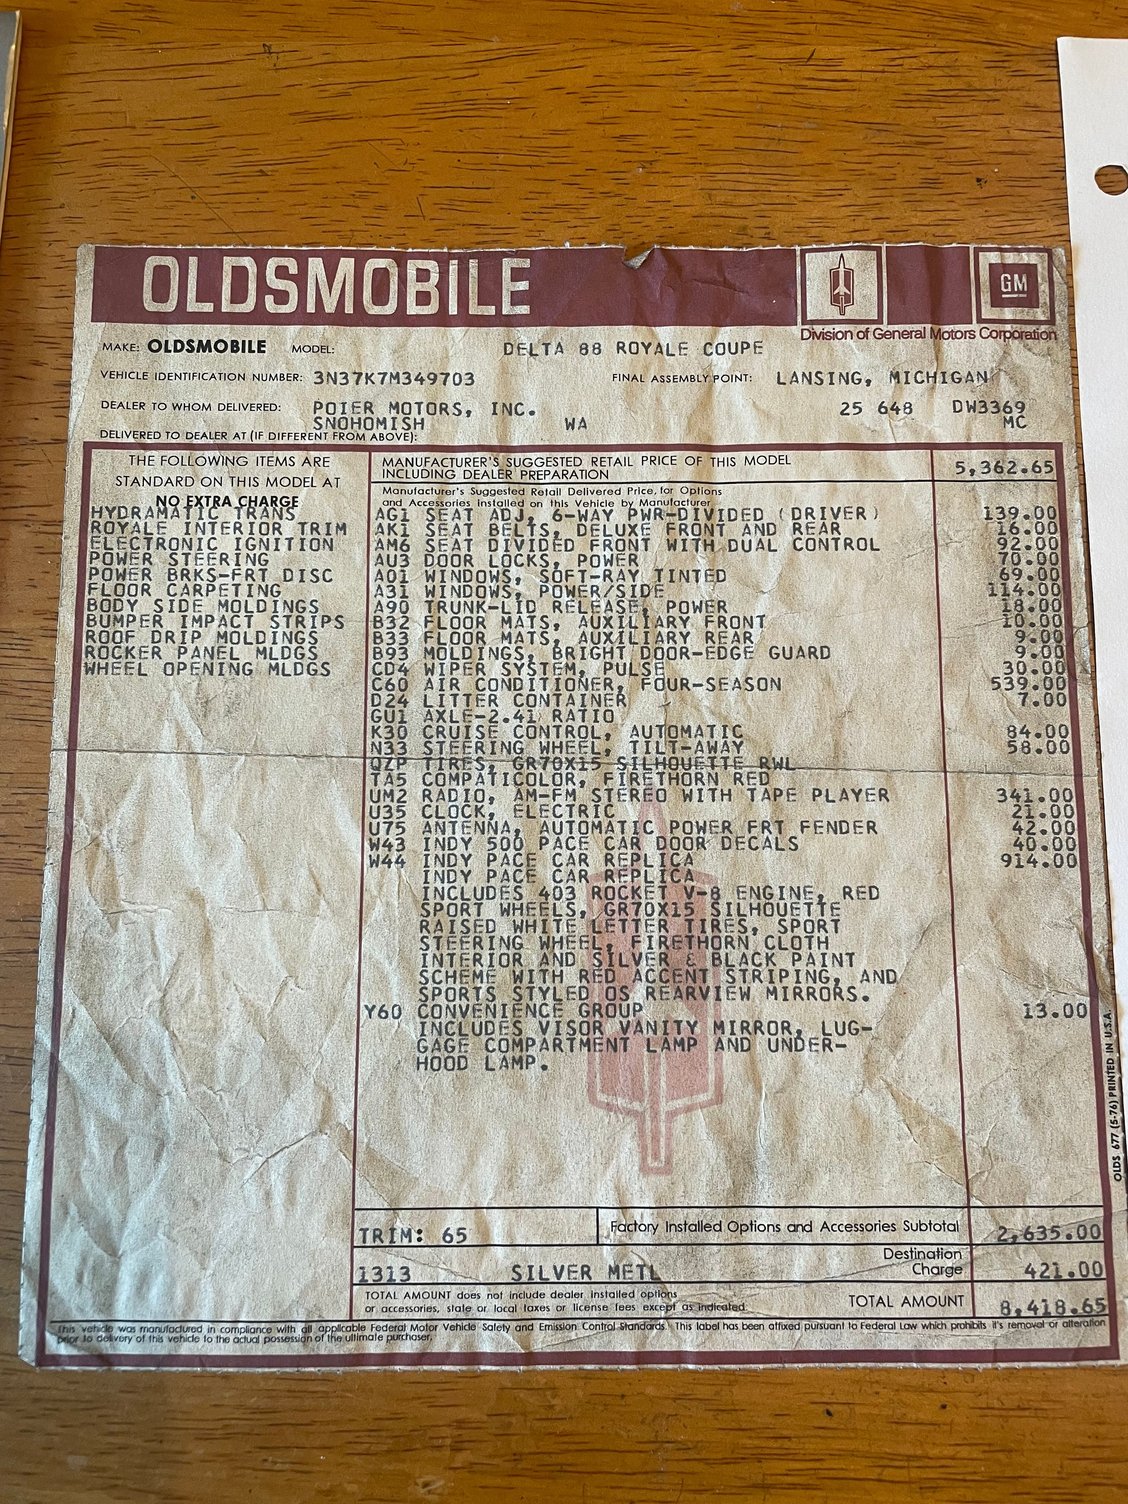 OLDSMOBILE
GM
Division of General Motors Corporation
MAKE: OLDSMOBILE MODEL: DELTA 88 ROYALE COUPE
VEHICLE IDENTIFICATION NUMBER: 3N37K7M349703 FINAL ASSEMBLY POINT: LANSING, MICHIGAN
DEALER TO WHOM DELIVERED: POIER MOTORS, INC. 25 648 DW3369
SNOHOMISH WA MC
DELIVERED TO DEALER AT (IF DIFFERENT FROM ABOVE):
THE FOLLOWING ITEMS ARE
STANDARD ON THIS MODEL AT
NO EXTRA CHARGE
HYDRAMATIC TRANS
ROYALE INTERIOR TRIM
ELECTRONIC IGNITION
POWER STEERING
POWER BRKS-FRT DISC
FLOOR CARPETING
BODY SIDE MOLDINGS
BUMPER IMPACT STRIPS
ROOF DRIP MOLDINGS
ROCKER PANEL MLDGS
WHEEL OPENING MLDGS
MANUFACTURER'S SUGGESTED RETAIL PRICE OF THIS MODEL
INCLUDING DEALER PREPARATION 5,362.65
Manufacturer's Suggested Retail Delivered Price, for Options
and Accessories Installed on this Vehicle by Manufacturer
AG1 SEAT ADJ, 6-WAY PWR-DIVIDED (DRIVER) 139.00
AK1 SEAT BELTS, DELUXE FRONT AND REAR 16.00
AM6 SEAT DIVIDED FRONT WITH DUAL CONTROL 92.00
AU3 DOOR LOCKS, POWER 70.00
A01 WINDOWS, SOFT-RAY TINTED 69.00
A31 WINDOWS, POWER/SIDE 114.00
A90 TRUNK-LID RELEASE, POWER 18.00
B32 FLOOR MATS, AUXILIARY FRONT 10.00
B33 FLOOR MATS, AUXILIARY REAR 9.00
B93 MOLDINGS, BRIGHT DOOR-EDGE GUARD 9.00
CD4 WIPER SYSTEM, PULSE 30.00
C60 AIR CONDITIONER, FOUR-SEASON 539.00
D24 LITTER CONTAINER 7.00
GU1 AXLE-2.41 RATIO
K30 CRUISE CONTROL, AUTOMATIC 84.00
N33 STEERING WHEEL, TILT-AWAY 58.00
QZP TIRES, GR70X15 SILHOUETTE RWL
TA5 COMPATICOLOR, FIRETHORN RED
UM2 RADIO, AM-FM STEREO WITH TAPE PLAYER 341.00
U35 CLOCK, ELECTRIC 21.00
U75 ANTENNA, AUTOMATIC POWER FRT FENDER 42.00
W43 INDY 500 PACE CAR DOOR DECALS 40.00
W44 INDY PACE CAR REPLICA 914.00
INDY PACE CAR REPLICA
INCLUDES 403 ROCKET V-8 ENGINE, RED
SPORT WHEELS, GR70X15 SILHOUETTE
RAISED WHITE LETTER TIRES, SPORT
STEERING WHEEL, FIRETHORN CLOTH
INTERIOR AND SILVER & BLACK PAINT
SCHEME WITH RED ACCENT STRIPING, AND
SPORTS STYLED OS REARVIEW MIRRORS.
Y60 CONVENIENCE GROUP 13.00
INCLUDES VISOR VANITY MIRROR, LUG-
GAGE COMPARTMENT LAMP AND UNDER-
HOOD LAMP.
OLDS 677 (5-76) PRINTED IN U.S.A.
TRIM: 65 Factory Installed Options and Accessories Subtotal 2,635.00
1313 SILVER METL Destination
Charge 421.00
TOTAL AMOUNT does not include dealer installed options
or accessories, state or local taxes or license fees except as indicated. TOTAL AMOUNT 8,418.65
This vehicle was manufactured in compliance with all applicable Federal Motor Vehicle Safety and Emission Control Standards. This label has been affixed pursuant to Federal Law which prohibits it's removal or alteration
prior to delivery of this vehicle to the actual possession of the ultimate purchaser.